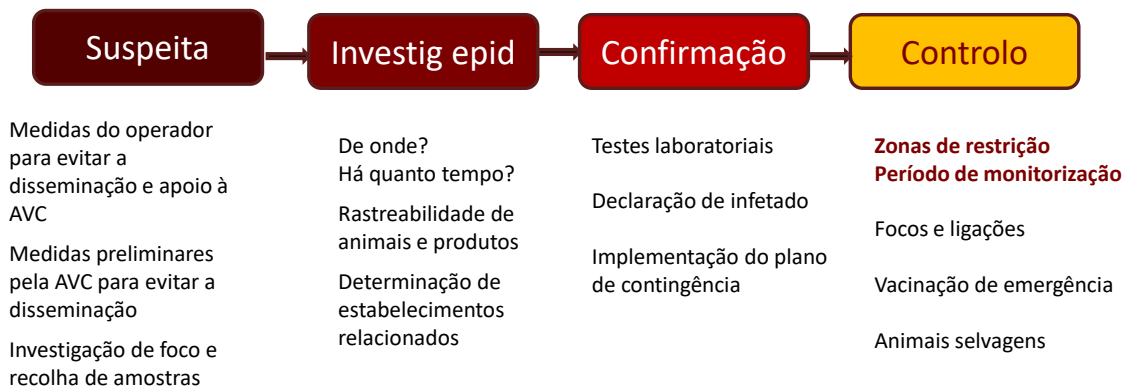 Suspeita
Investig epid
Confirmação
Controlo
Medidas do operador
para evitar a
disseminação e apoio à
AVC
Medidas preliminares
pela AVC para evitar a
disseminação
Investigação de foco e
recolha de amostras
De onde?
Há quanto tempo?
Rastreabilidade de
animais e produtos
Determinação de
estabelecimentos
relacionados
Testes laboratoriais
Declaração de infetado
Implementação do plano
de contingência
Zonas de restrição
Período de monitorização
Focos e ligações
Vacinação de emergência
Animais selvagens